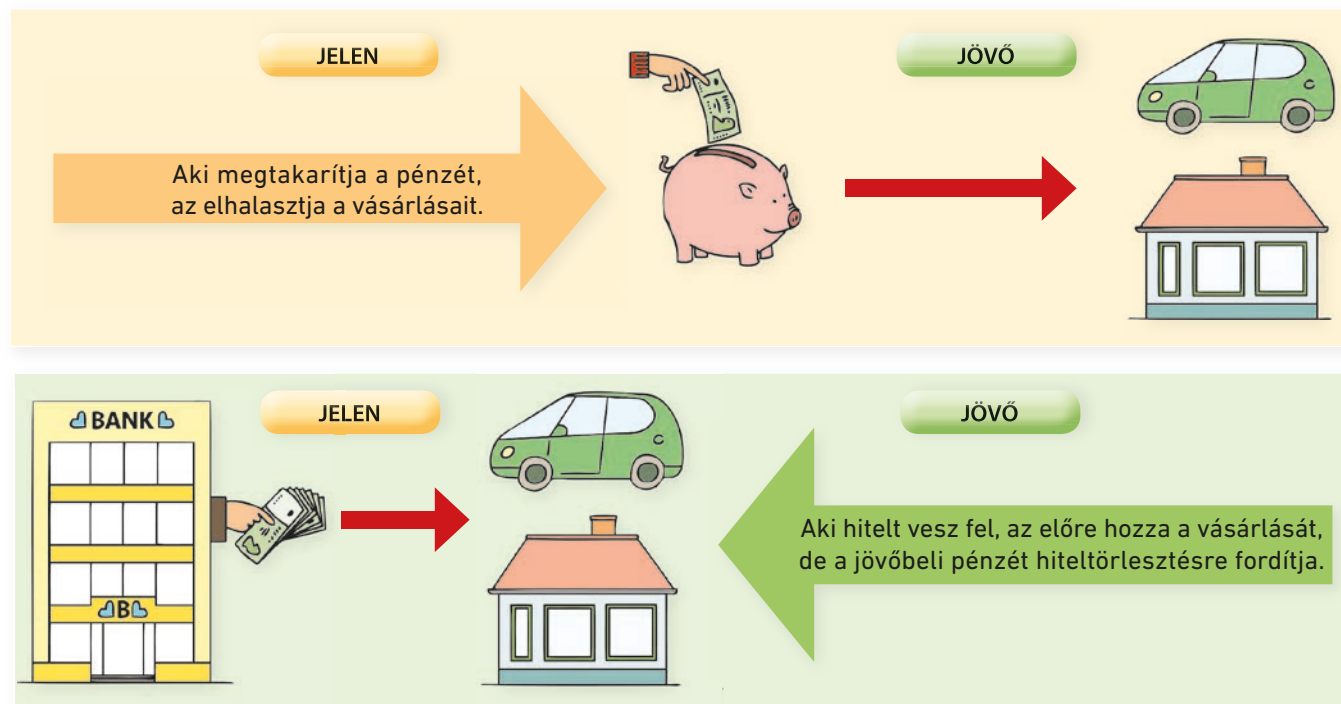 JELEN
JÖVŐ
Aki megtakarítja a pénzét,
az elhalasztja a vásárlásait.
BANK
JELEN
JÖVŐ
Aki hitelt vesz fel, az előre hozza a vásárlását,
de a jövőbeli pénzét hiteltörlesztésre fordítja.
B